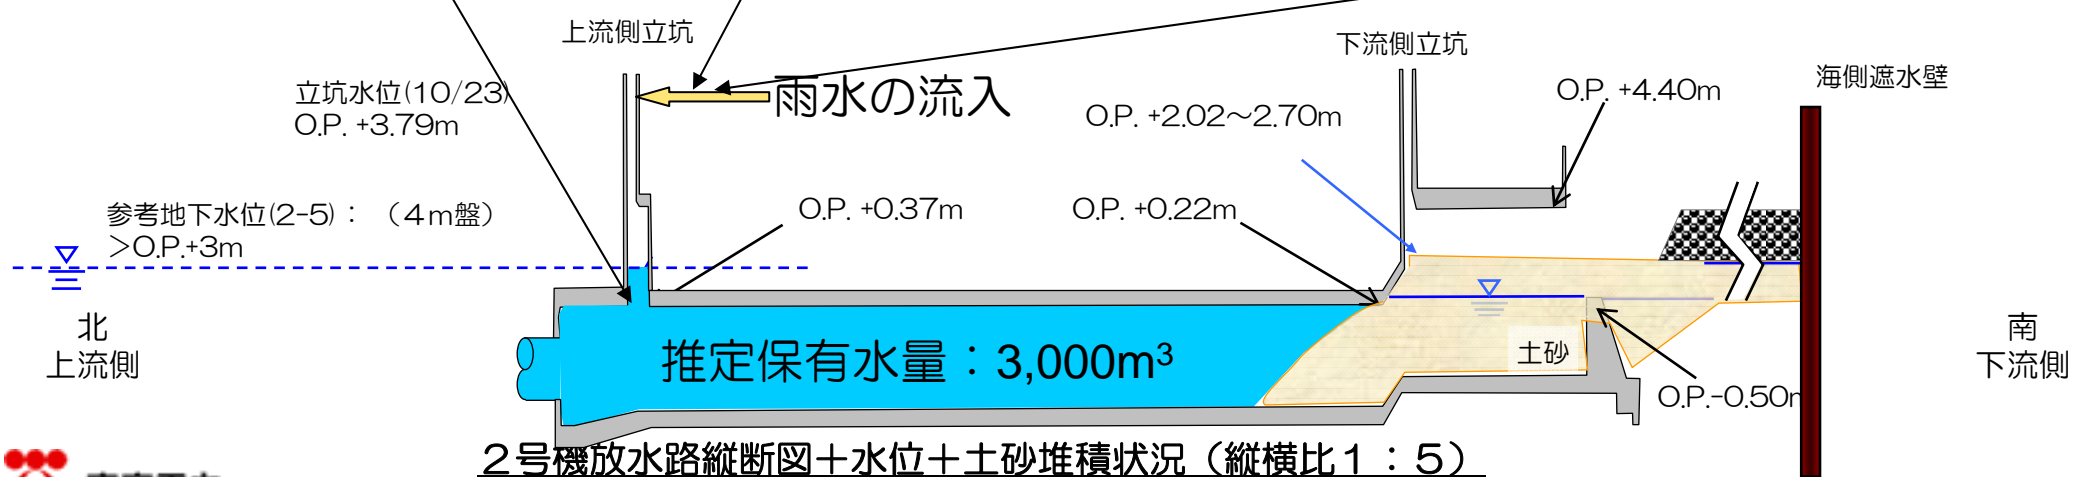 上流側立坑
下流側立坑
海側遮水壁
立坑水位(10/23)
O.P. +3.79m
雨水の流入
O.P. +2.02～2.70m
O.P. +4.40m
参考地下水位(2-5)：（4ｍ盤）
＞O.P.+3m
O.P. +0.37m
O.P. +0.22m
北
上流側
推定保有水量：3,000m³
土砂
O.P.-0.50m
南
下流側
２号機放水路縦断図＋水位＋土砂堆積状況（縦横比１：５）